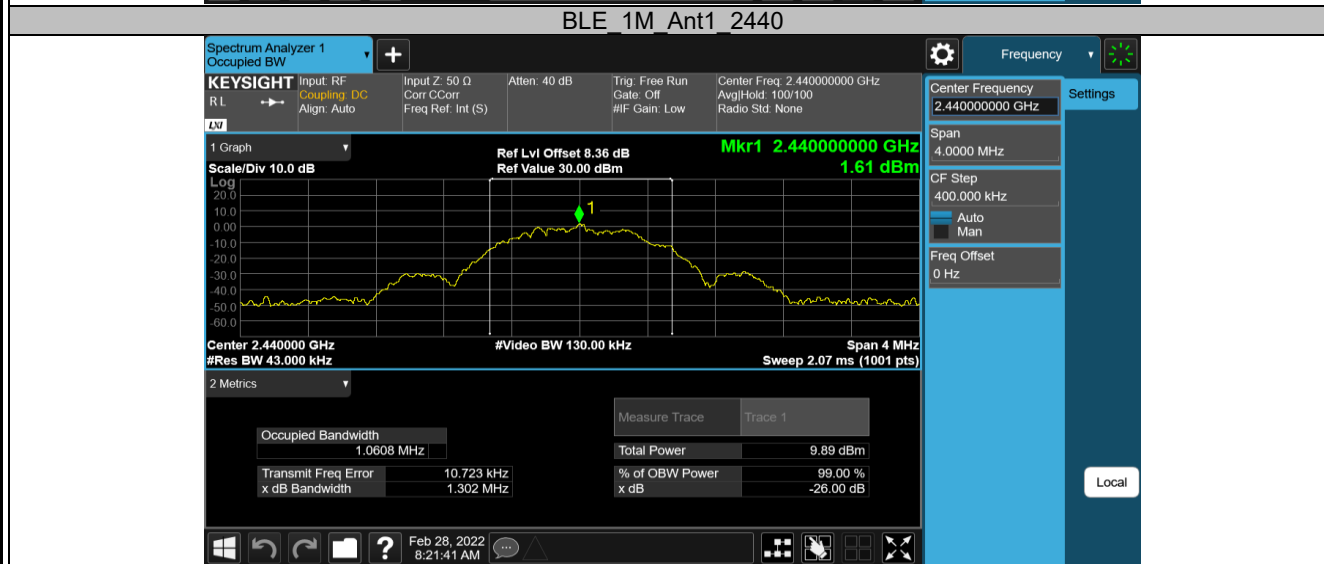 BLE_1M_Ant1_2440
Spectrum Analyzer 1
Occupied BW
+
Frequency
KEYSIGHT
R L
LXI
Input: RF
Coupling: DC
Align: Auto
Input Z: 50 Ω
Corr CCorr
Freq Ref: Int (S)
Atten: 40 dB
Trig: Free Run
Gate: Off
#IF Gain: Low
Center Freq: 2.440000000 GHz
Avg|Hold: 100/100
Radio Std: None
Center Frequency
2.440000000 GHz
Settings
Span
4.0000 MHz
CF Step
400.000 kHz
Auto
Man
Freq Offset
0 Hz
Local
1 Graph
Scale/Div 10.0 dB
Ref Lvl Offset 8.36 dB
Ref Value 30.00 dBm
Mkr1 2.440000000 GHz
1.61 dBm
Log
20.0
10.0
0.00
-10.0
-20.0
-30.0
-40.0
-50.0
-60.0
1
Center 2.440000 GHz
#Res BW 43.000 kHz
#Video BW 130.00 kHz
Span 4 MHz
Sweep 2.07 ms (1001 pts)
2 Metrics
Measure Trace Trace 1
Occupied Bandwidth
1.0608 MHz
Total Power 9.89 dBm
Transmit Freq Error 10.723 kHz
% of OBW Power 99.00 %
x dB Bandwidth 1.302 MHz
x dB -26.00 dB
?
Feb 28, 2022
8:21:41 AM